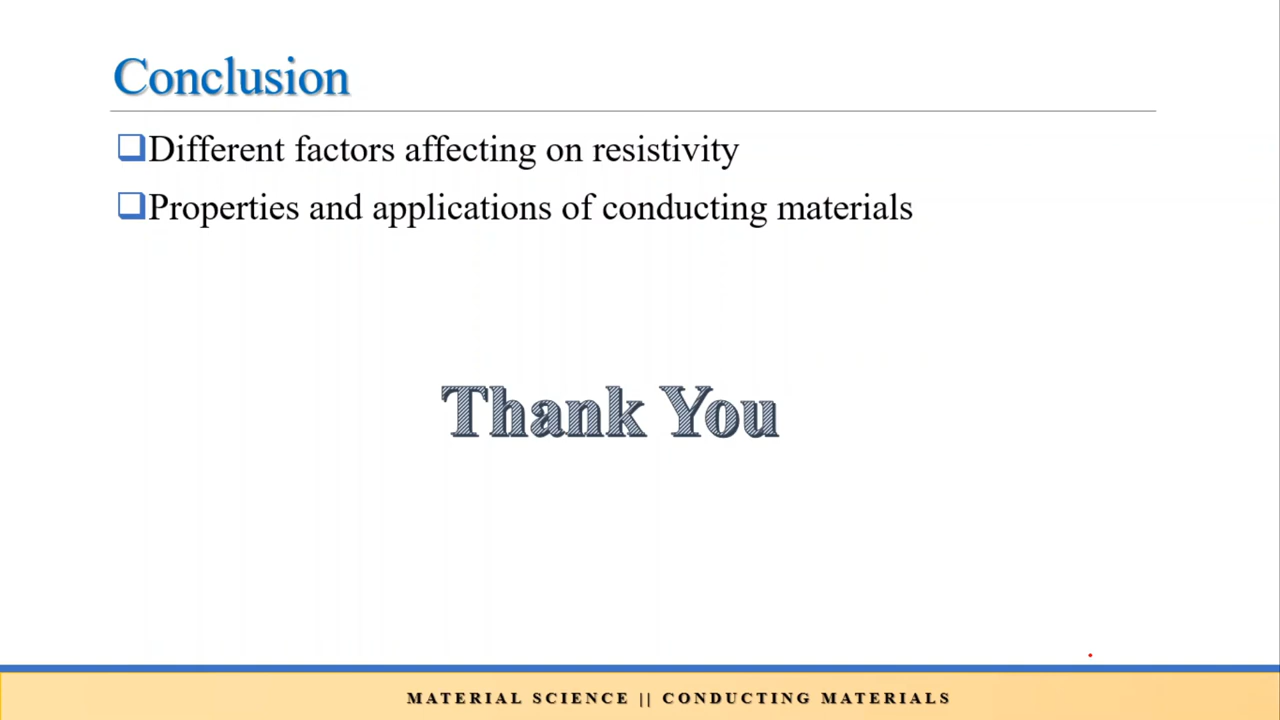 Conclusion
Different factors affecting on resistivity
Properties and applications of conducting materials
Thank You
MATERIAL SCIENCE || CONDUCTING MATERIALS